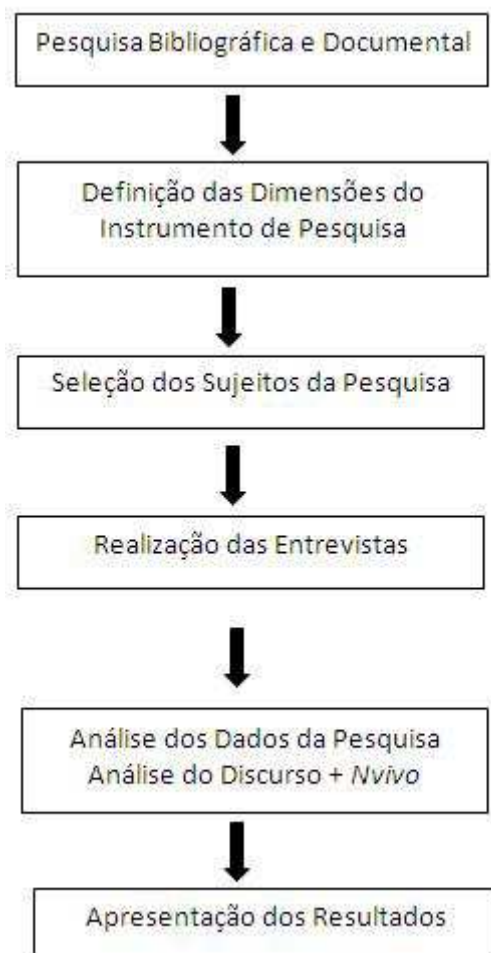 Pesquisa Bibliográfica e Documental
Definição das Dimensões do
Instrumento de Pesquisa
Seleção dos Sujeitos da Pesquisa
Realização das Entrevistas
Análise dos Dados da Pesquisa
Análise do Discurso + Nvivo
Apresentação dos Resultados